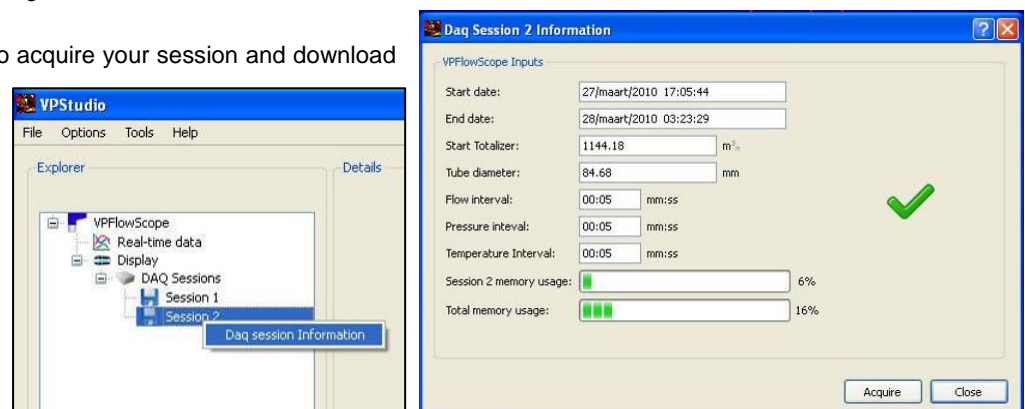 o acquire your session and download
VPStudio
File Options Tools Help
Explorer
Details
VPFlowScope
Real-time data
Display
DAQ Sessions
Session 1
Session 2
Daq session Information
Daq Session 2 Information
VPFlowScope Inputs
Start date: 27/maart/2010 17:05:44
End date: 28/maart/2010 03:23:29
Start Totalizer: 1144.18 m³ₙ
Tube diameter: 84.68 mm
Flow interval: 00:05 mm:ss
Pressure inteval: 00:05 mm:ss
Temperature Interval: 00:05 mm:ss
Session 2 memory usage: 6%
Total memory usage: 16%
Acquire Close